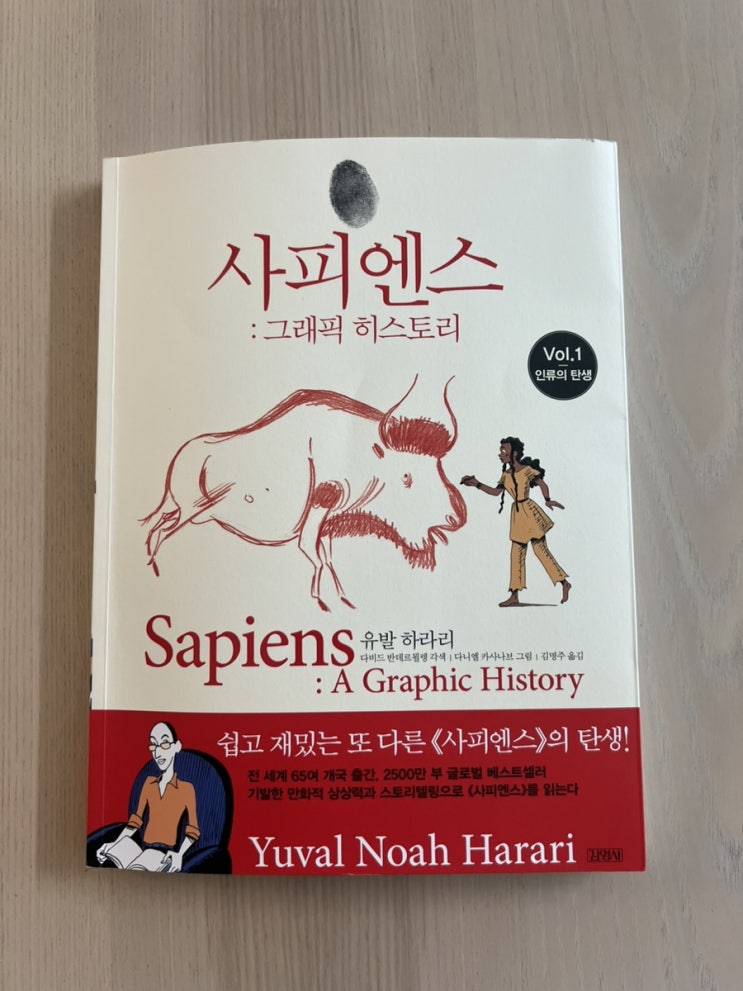 사피엔스
: 그래픽 히스토리
Vol.1
인류의 탄생
Sapiens
유발 하라리
다비드 반데르묄렝 각색 | 다니엘 카사나브 그림 | 김명주 옮김
: A Graphic History
쉽고 재밌는 또 다른 《사피엔스》의 탄생!
전 세계 65여 개국 출간, 2500만 부 글로벌 베스트셀러
기발한 만화적 상상력과 스토리텔링으로 《사피엔스》를 읽는다
Yuval Noah Harari
김영사